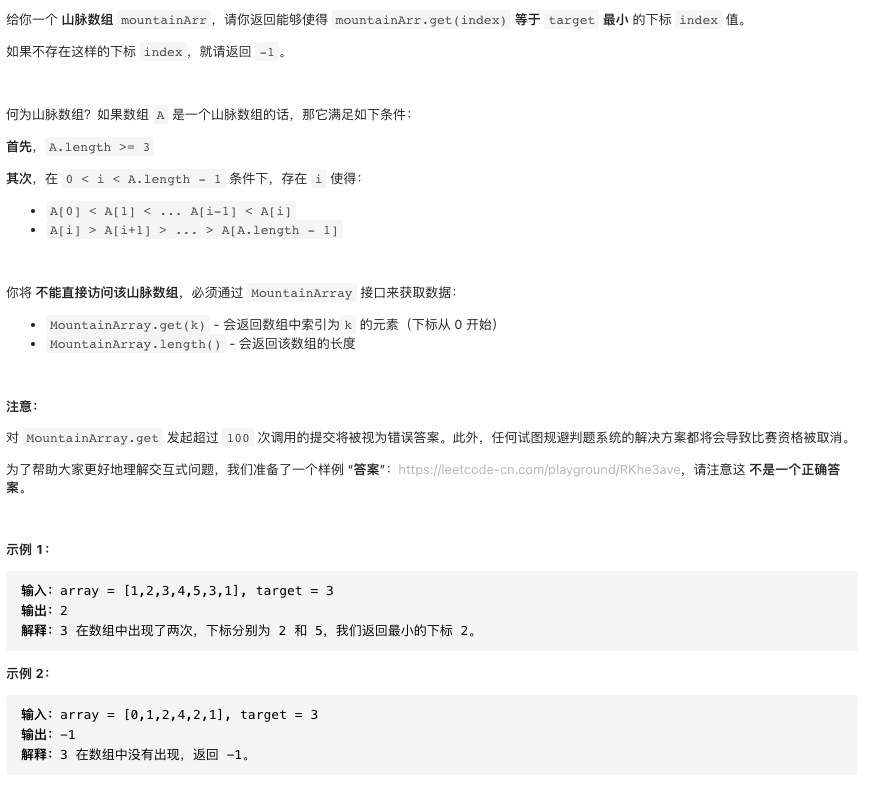 给你一个 山脉数组 mountainArr，请你返回能够使得 mountainArr.get(index) 等于 target 最小 的下标 index 值。
如果不存在这样的下标 index，就请返回 -1。
何为山脉数组？如果数组 A 是一个山脉数组的话，那它满足如下条件：
首先，A.length >= 3
其次，在 0 < i < A.length - 1 条件下，存在 i 使得：
• A[0] < A[1] < ... A[i-1] < A[i]
• A[i] > A[i+1] > ... > A[A.length - 1]
你将 不能直接访问该山脉数组，必须通过 MountainArray 接口来获取数据：
• MountainArray.get(k) - 会返回数组中索引为k 的元素（下标从 0 开始）
• MountainArray.length() - 会返回该数组的长度
注意：
对 MountainArray.get 发起超过 100 次调用的提交将被视为错误答案。此外，任何试图规避判题系统的解决方案都将会导致比赛资格被取消。
为了帮助大家更好地理解交互式问题，我们准备了一个样例 “答案”：https://leetcode-cn.com/playground/RKhe3ave，请注意这 不是一个正确答
案。
示例 1：
输入：array = [1,2,3,4,5,3,1], target = 3
输出：2
解释：3 在数组中出现了两次，下标分别为 2 和 5，我们返回最小的下标 2。
示例 2：
输入：array = [0,1,2,4,2,1], target = 3
输出：-1
解释：3 在数组中没有出现，返回 -1。